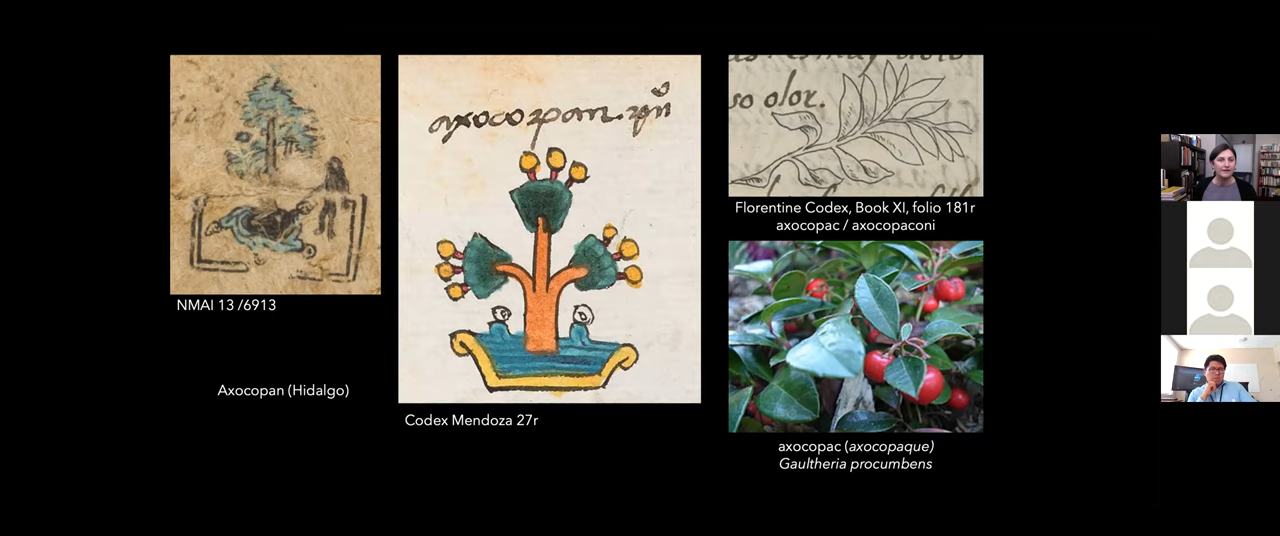 NMAI 13 /6913
Axocopan (Hidalgo)
axocopan.
Codex Mendoza 27r
so olor.
Florentine Codex, Book XI, folio 181r
axocopac / axocopaconi
axocopac (axocopaque)
Gaultheria procumbens